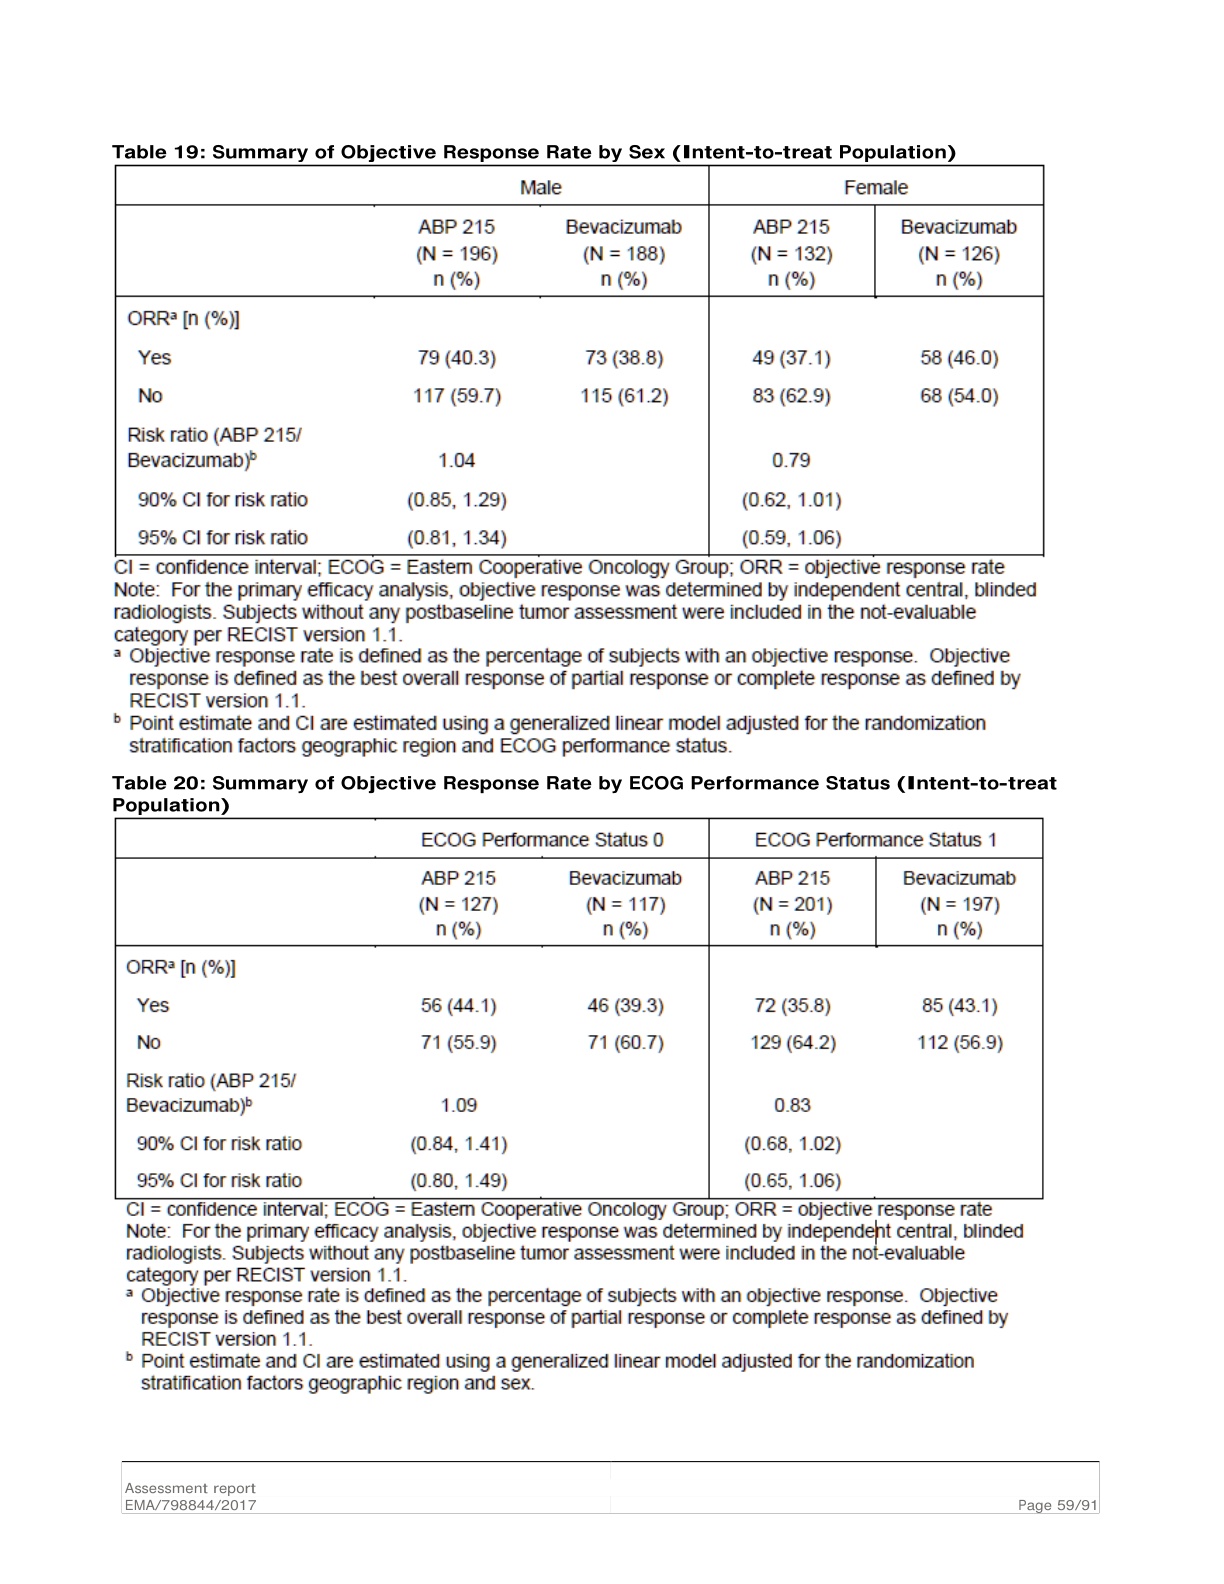 Table 19: Summary of Objective Response Rate by Sex (Intent-to-treat Population)
Male Female
ABP 215 Bevacizumab ABP 215 Bevacizumab
(N = 196) (N = 188) (N = 132) (N = 126)
n (%) n (%) n (%) n (%)
ORRᵃ [n (%)]
Yes 79 (40.3) 73 (38.8) 49 (37.1) 58 (46.0)
No 117 (59.7) 115 (61.2) 83 (62.9) 68 (54.0)
Risk ratio (ABP 215/
Bevacizumab)ᵇ 1.04 0.79
90% CI for risk ratio (0.85, 1.29) (0.62, 1.01)
95% CI for risk ratio (0.81, 1.34) (0.59, 1.06)
CI = confidence interval; ECOG = Eastern Cooperative Oncology Group; ORR = objective response rate
Note: For the primary efficacy analysis, objective response was determined by independent central, blinded
radiologists. Subjects without any postbaseline tumor assessment were included in the not-evaluable
category per RECIST version 1.1.
ᵃ Objective response rate is defined as the percentage of subjects with an objective response. Objective
response is defined as the best overall response of partial response or complete response as defined by
RECIST version 1.1.
ᵇ Point estimate and CI are estimated using a generalized linear model adjusted for the randomization
stratification factors geographic region and ECOG performance status.
Table 20: Summary of Objective Response Rate by ECOG Performance Status (Intent-to-treat
Population)
ECOG Performance Status 0 ECOG Performance Status 1
ABP 215 Bevacizumab ABP 215 Bevacizumab
(N = 127) (N = 117) (N = 201) (N = 197)
n (%) n (%) n (%) n (%)
ORRᵃ [n (%)]
Yes 56 (44.1) 46 (39.3) 72 (35.8) 85 (43.1)
No 71 (55.9) 71 (60.7) 129 (64.2) 112 (56.9)
Risk ratio (ABP 215/
Bevacizumab)ᵇ 1.09 0.83
90% CI for risk ratio (0.84, 1.41) (0.68, 1.02)
95% CI for risk ratio (0.80, 1.49) (0.65, 1.06)
CI = confidence interval; ECOG = Eastern Cooperative Oncology Group; ORR = objective response rate
Note: For the primary efficacy analysis, objective response was determined by independent central, blinded
radiologists. Subjects without any postbaseline tumor assessment were included in the not-evaluable
category per RECIST version 1.1.
ᵃ Objective response rate is defined as the percentage of subjects with an objective response. Objective
response is defined as the best overall response of partial response or complete response as defined by
RECIST version 1.1.
ᵇ Point estimate and CI are estimated using a generalized linear model adjusted for the randomization
stratification factors geographic region and sex.
Assessment report
EMA/798844/2017 Page 59/91